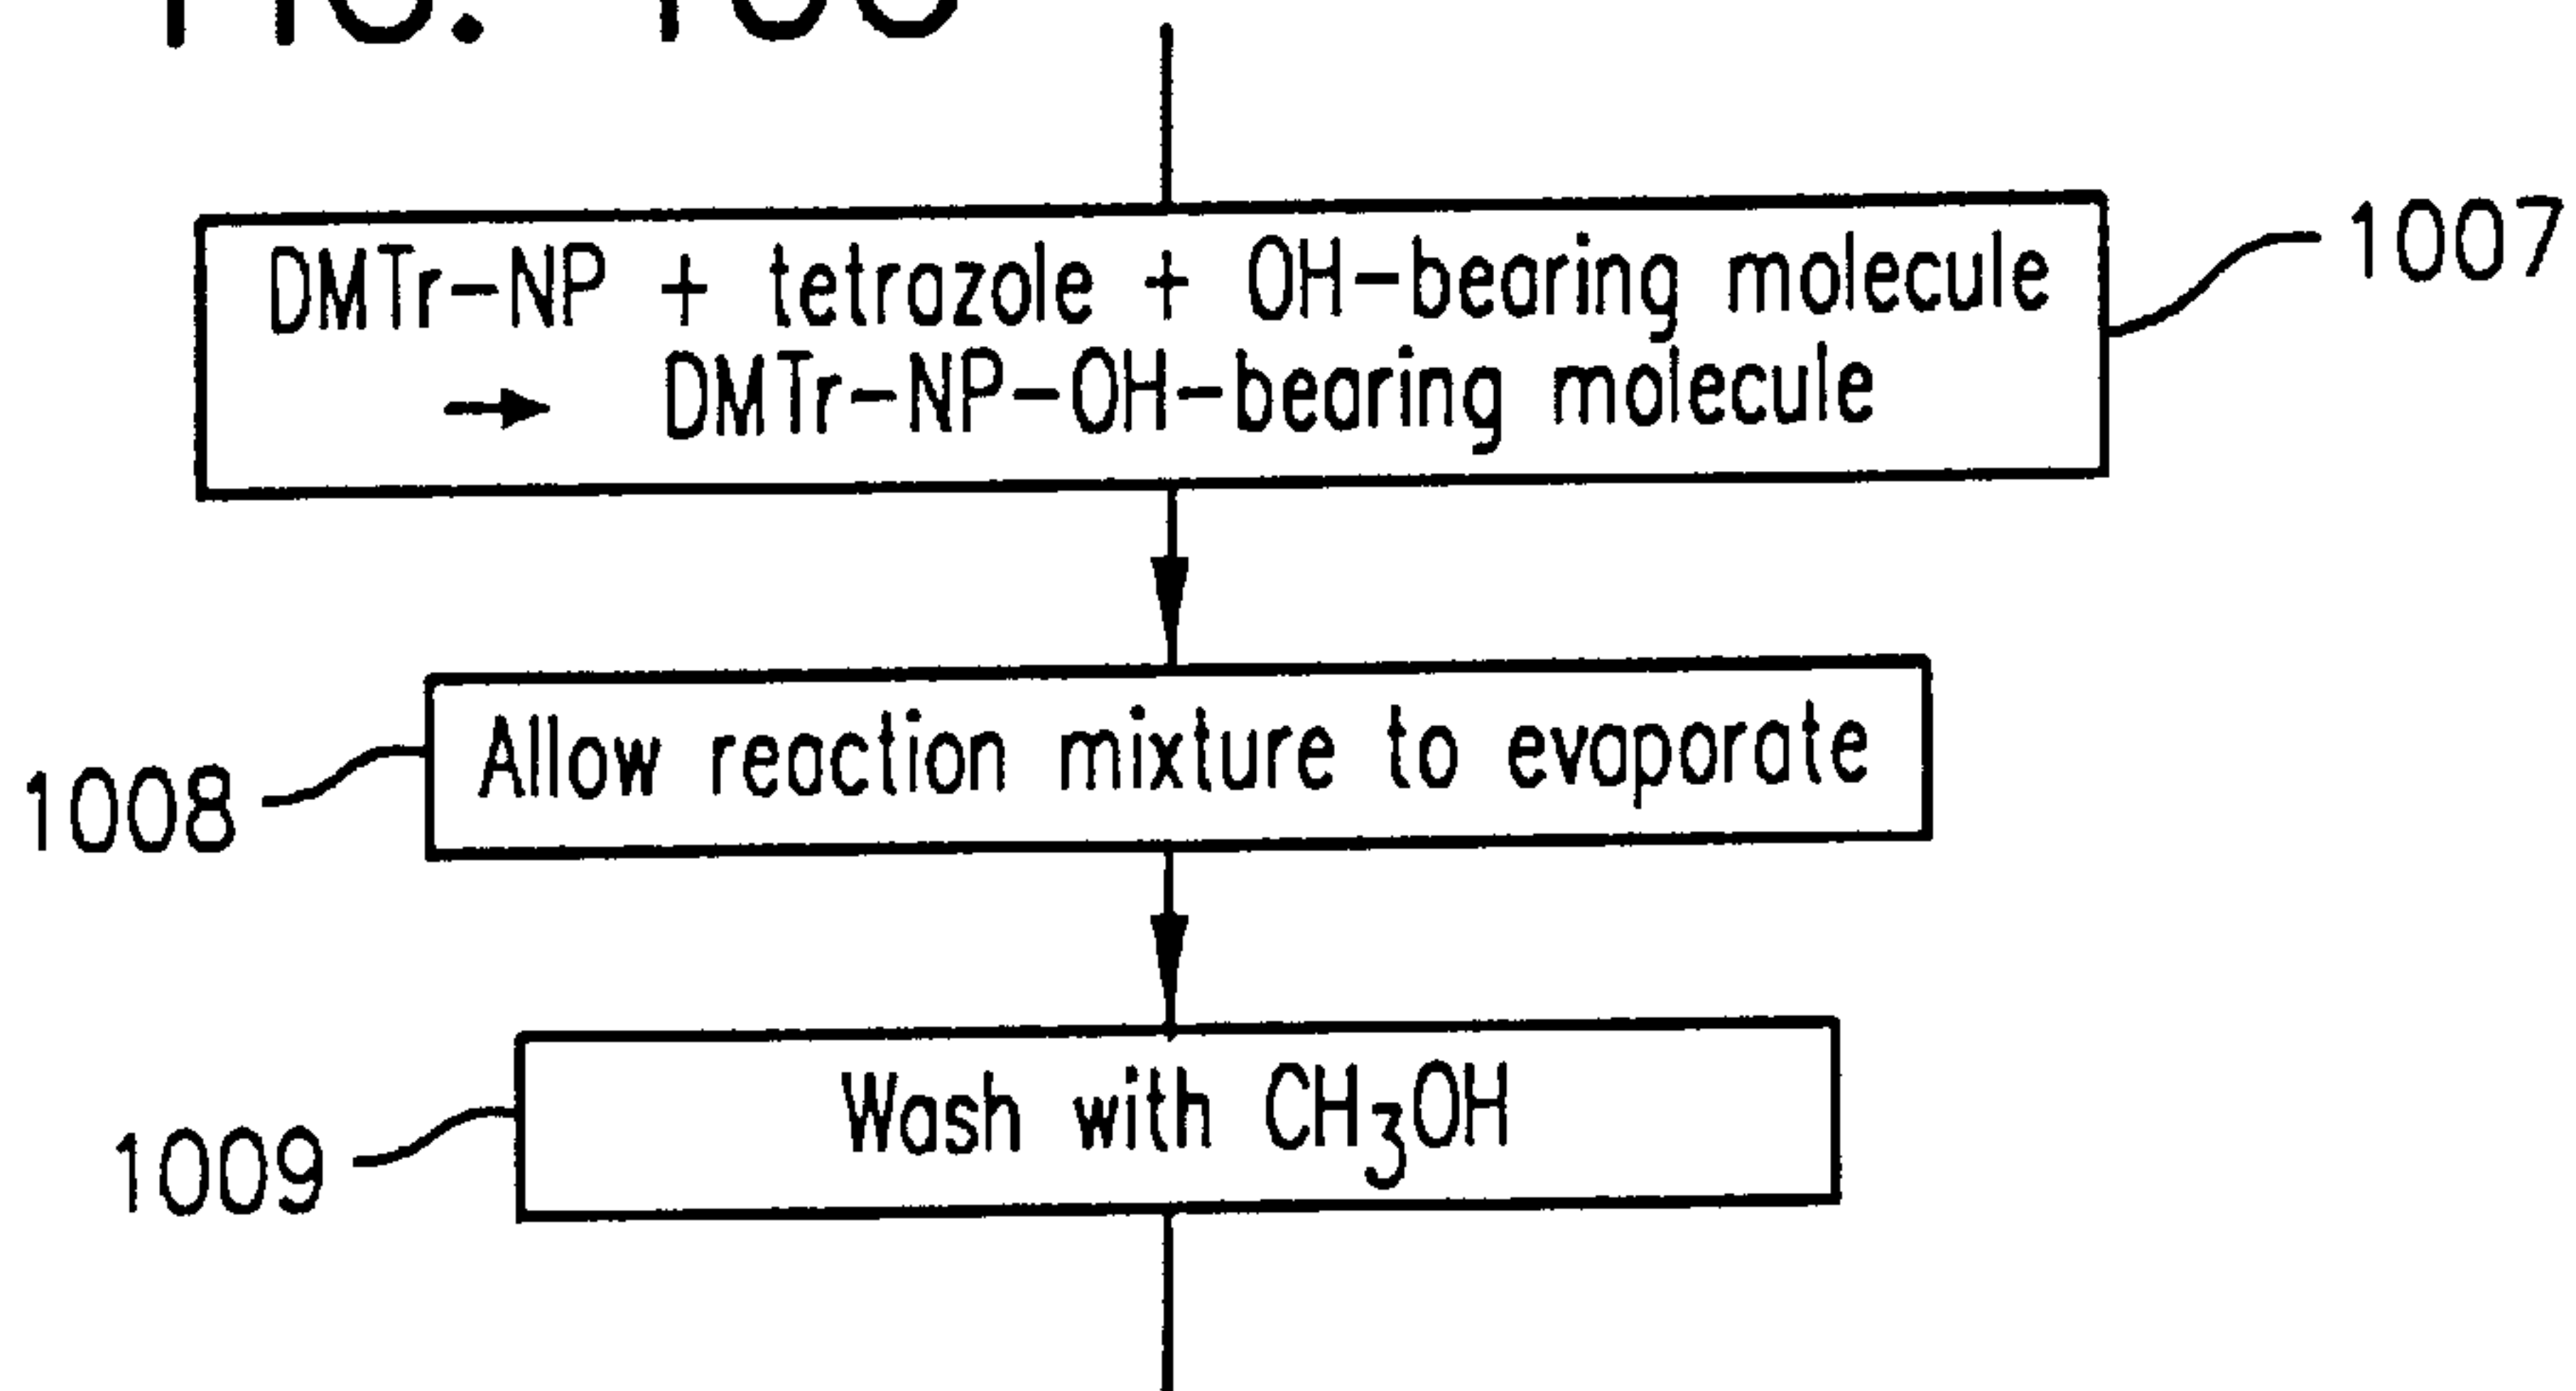 DMTr-NP + tetrazole + OH-bearing molecule
→ DMTr-NP-OH-bearing molecule
1007
Allow reaction mixture to evaporate
1008
Wash with CH₃OH
1009